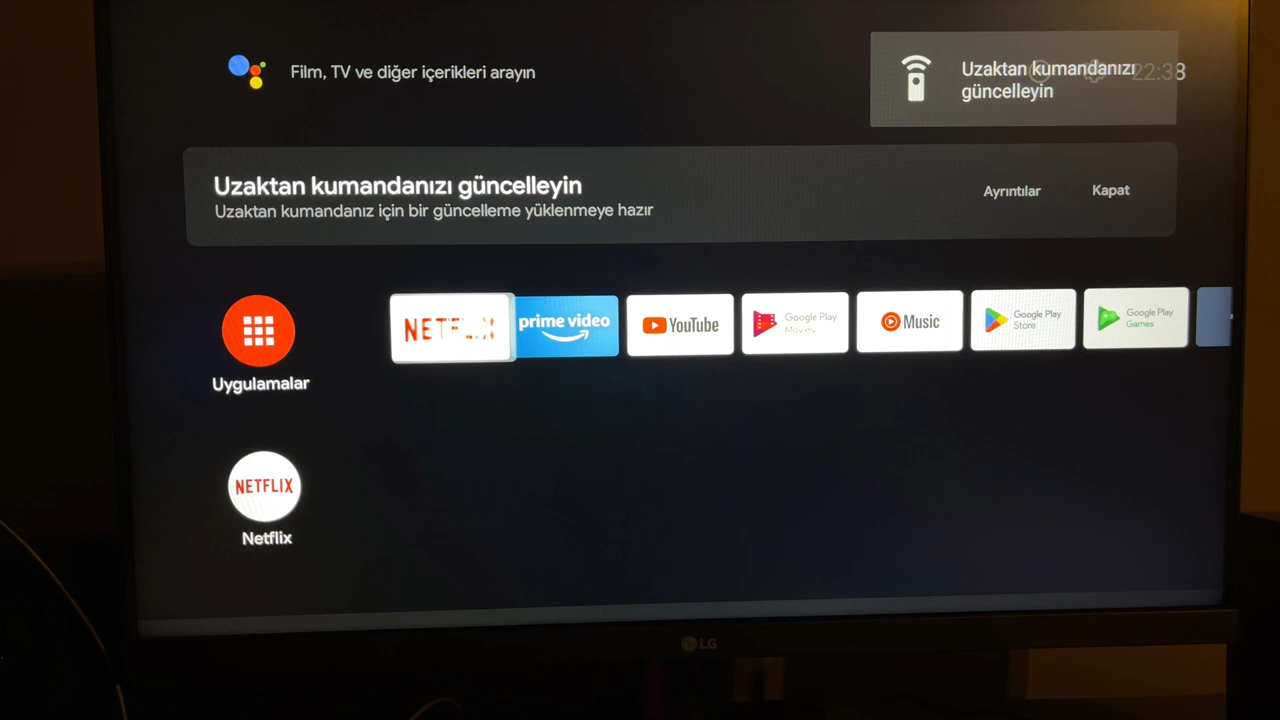 Film, TV ve diğer içerikleri arayın
Uzaktan kumandanızı
güncelleyin
22:38
Uzaktan kumandanızı güncelleyin
Uzaktan kumandanız için bir güncelleme yüklenmeye hazır
Ayrıntılar
Kapat
NETFLIX
prime video
YouTube
Google Play
Movies
Music
Google Play
Store
Google Play
Games
Uygulamalar
NETFLIX
Netflix
LG